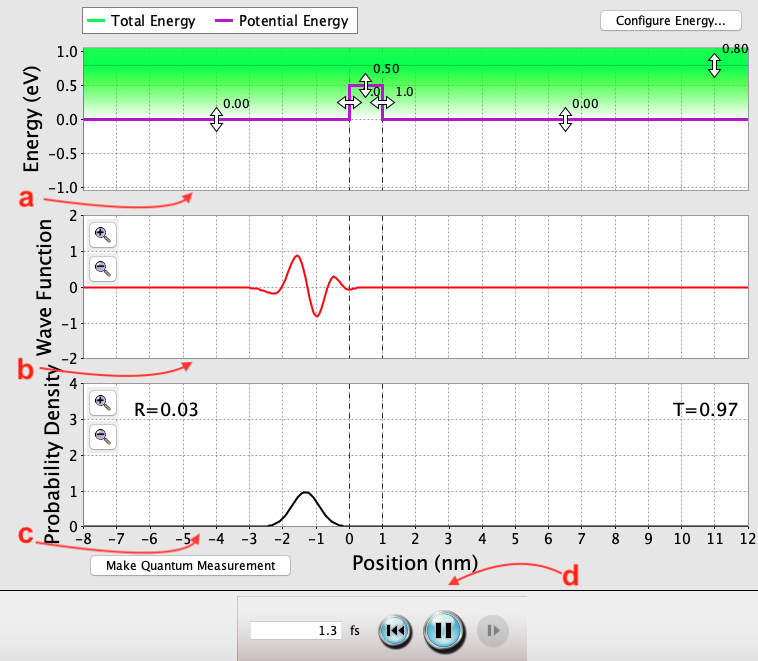 Total Energy Potential Energy
Configure Energy...
Energy (eV)
1.0
0.5
0.0
−0.5
−1.0
0.80
0.50
.0
1.0
0.00
0.00
a
Wave Function
2
1
0
−1
−2
b
Probability Density
4
3
2
1
0
R=0.03
T=0.97
c
−8 −7 −6 −5 −4 −3 −2 −1 0 1 2 3 4 5 6 7 8 9 10 11 12
Position (nm)
Make Quantum Measurement
d
1.3 fs